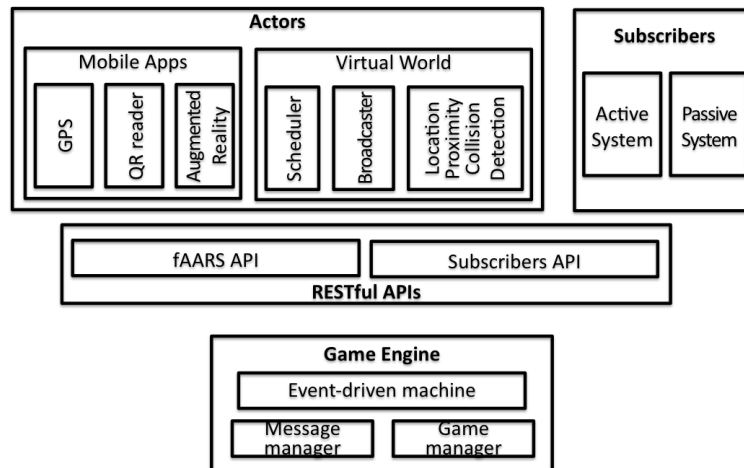 Actors
Mobile Apps
GPS
QR reader
Augmented
Reality
Virtual World
Scheduler
Broadcaster
Location
Proximity
Collision
Detection
Subscribers
Active
System
Passive
System
fAARS API
Subscribers API
RESTful APIs
Game Engine
Event-driven machine
Message
manager
Game
manager